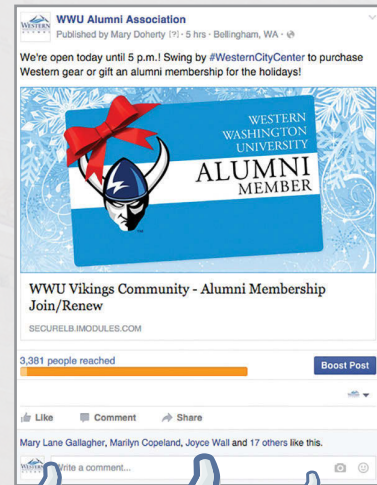 WESTERN
WWU Alumni Association
Published by Mary Doherty [?] · 5 hrs · Bellingham, WA ·
We're open today until 5 p.m.! Swing by #WesternCityCenter to purchase
Western gear or gift an alumni membership for the holidays!
WESTERN
WASHINGTON
UNIVERSITY
ALUMNI
MEMBER
WWU Vikings Community - Alumni Membership
Join/Renew
SECURELB.IMODULES.COM
3,381 people reached
Boost Post
Like Comment Share
Mary Lane Gallagher, Marilyn Copeland, Joyce Wall and 17 others like this.
WESTERN
Write a comment...